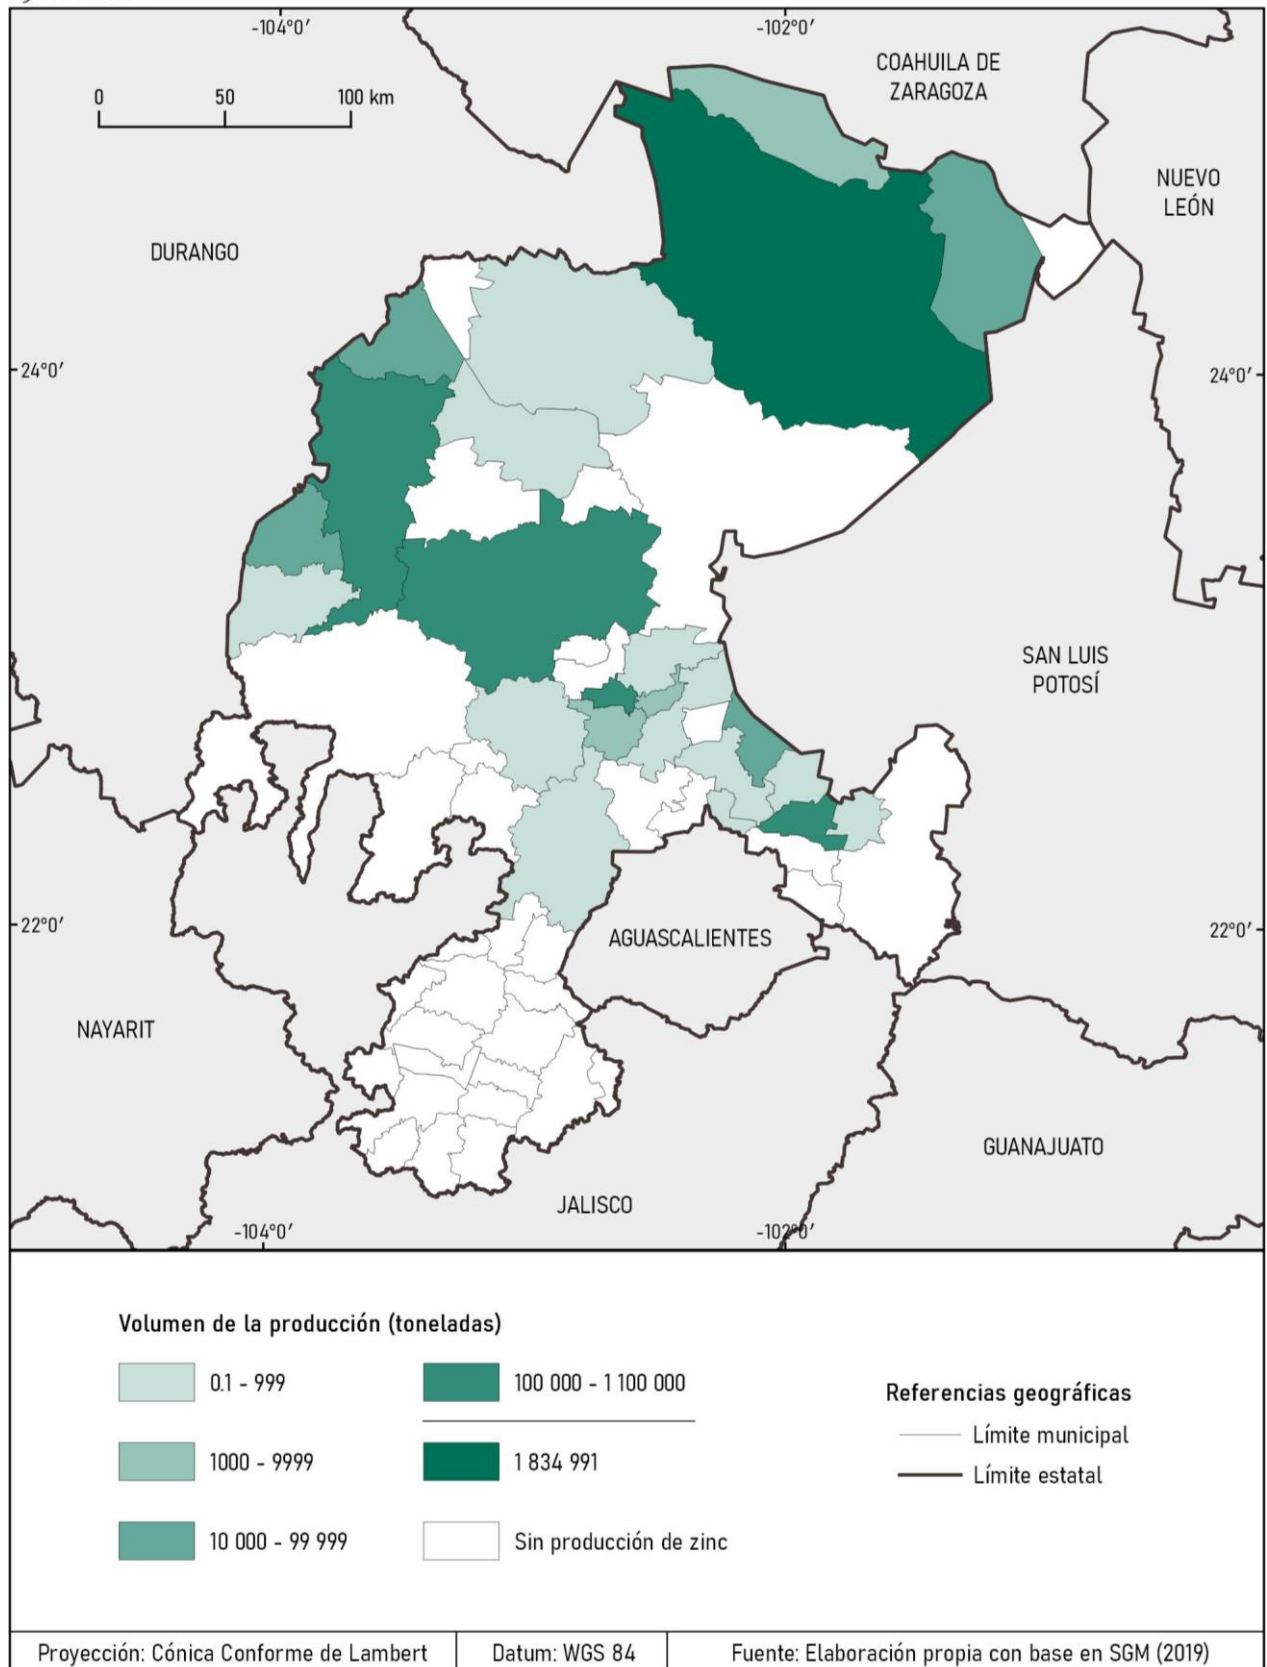 -104°0′
-102°0′
0 50 100 km
COAHUILA DE
ZARAGOZA
NUEVO
LEÓN
DURANGO
24°0′
24°0′
SAN LUIS
POTOSÍ
22°0′
22°0′
AGUASCALIENTES
NAYARIT
GUANAJUATO
JALISCO
-104°0′
-102°0′
Volumen de la producción (toneladas)
0.1 - 999
100 000 - 1 100 000
1000 - 9999
1 834 991
10 000 - 99 999
Sin producción de zinc
Referencias geográficas
Límite municipal
Límite estatal
Proyección: Cónica Conforme de Lambert
Datum: WGS 84
Fuente: Elaboración propia con base en SGM (2019)